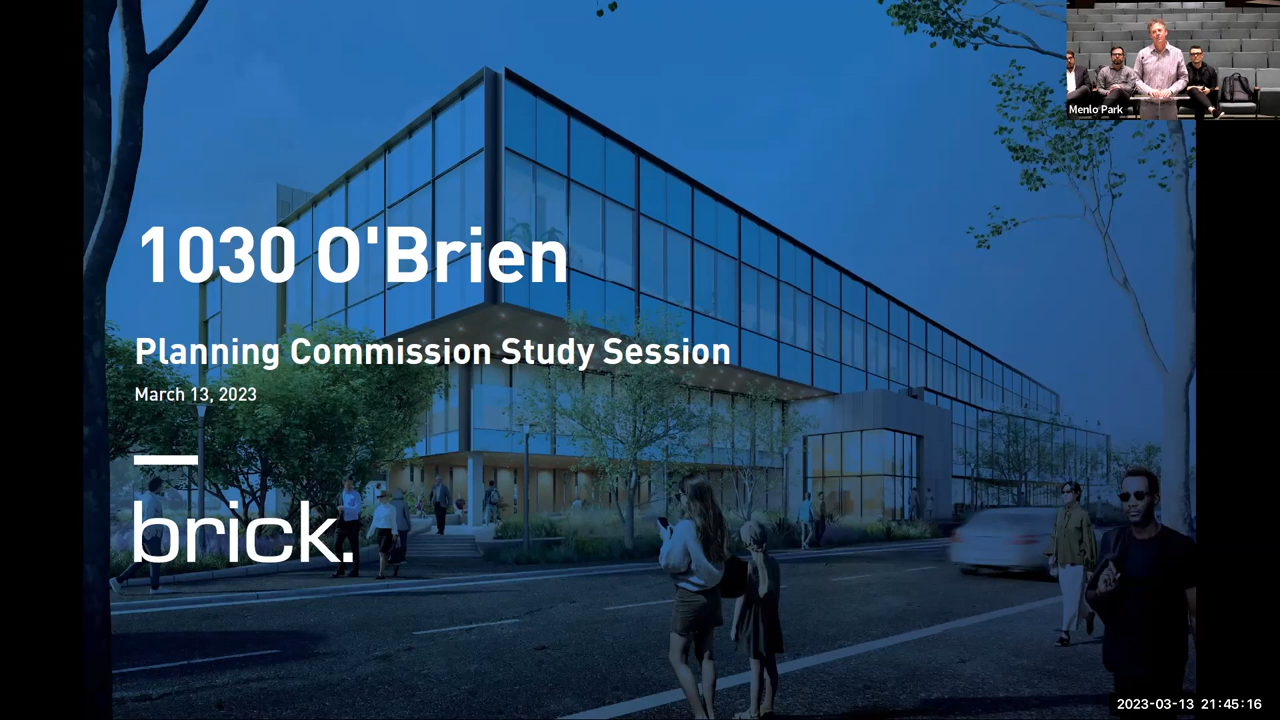 Menlo Park
1030 O'Brien
Planning Commission Study Session
March 13, 2023
brick.
2023-03-13 21:45:16